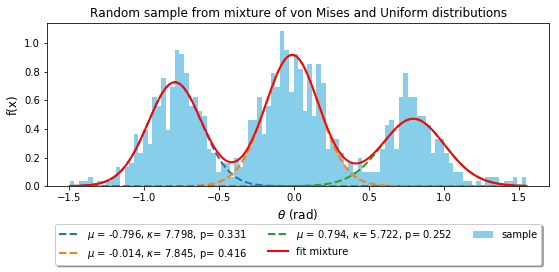 Random sample from mixture of von Mises and Uniform distributions
f(x)
1.0
0.8
0.6
0.4
0.2
0.0
−1.5 −1.0 −0.5 0.0 0.5 1.0 1.5
θ (rad)
μ = -0.796, κ= 7.798, p= 0.331
μ = -0.014, κ= 7.845, p= 0.416
μ = 0.794, κ= 5.722, p= 0.252
fit mixture
sample